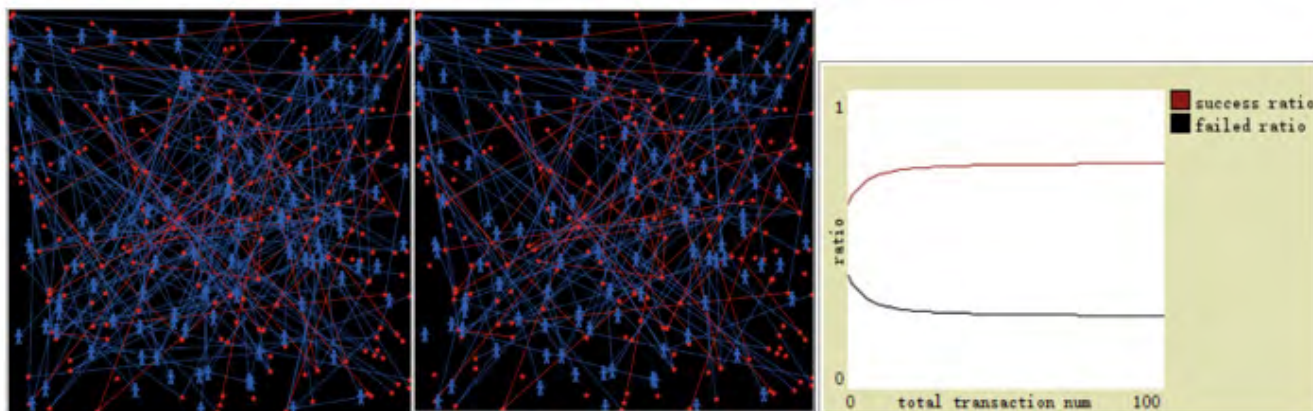 1
success ratio
failed ratio
ratio
0
0 total transaction num 100